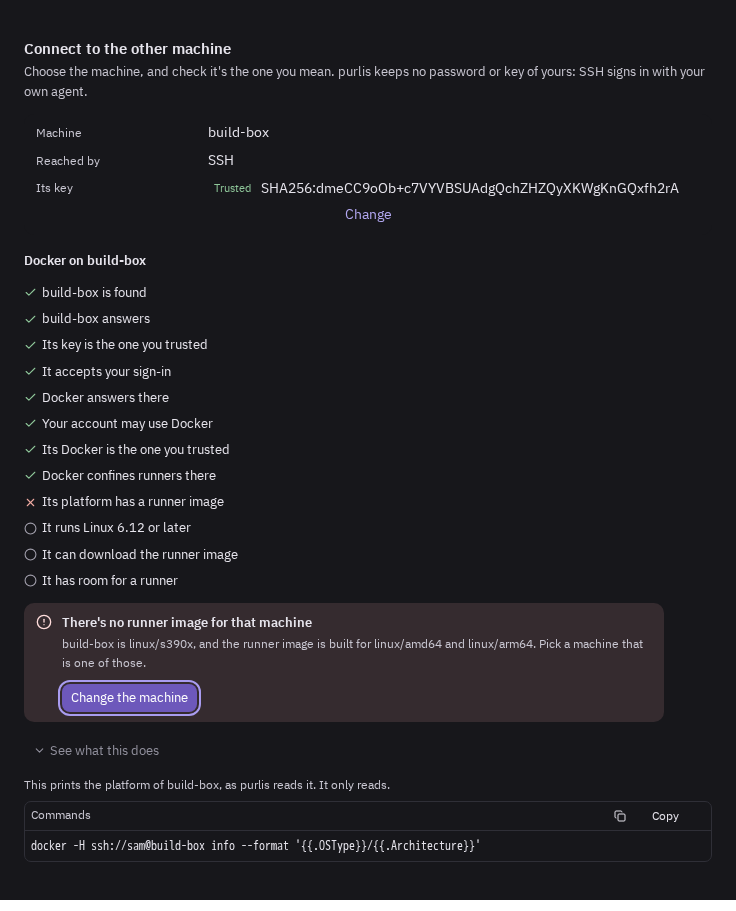 Connect to the other machine
Choose the machine, and check it's the one you mean. purlis keeps no password or key of yours: SSH signs in with your
own agent.
Machine build-box
Reached by SSH
Its key Trusted SHA256:dmeCC9oOb+c7VYVBSUAdgQchZHZQyXKWgKnGQxfh2rA
Change
Docker on build-box
build-box is found
build-box answers
Its key is the one you trusted
It accepts your sign-in
Docker answers there
Your account may use Docker
Its Docker is the one you trusted
Docker confines runners there
Its platform has a runner image
It runs Linux 6.12 or later
It can download the runner image
It has room for a runner
There's no runner image for that machine
build-box is linux/s390x, and the runner image is built for linux/amd64 and linux/arm64. Pick a machine that
is one of those.
Change the machine
See what this does
This prints the platform of build-box, as purlis reads it. It only reads.
Commands Copy
docker -H ssh://sam@build-box info --format '{{.OSType}}/{{.Architecture}}'